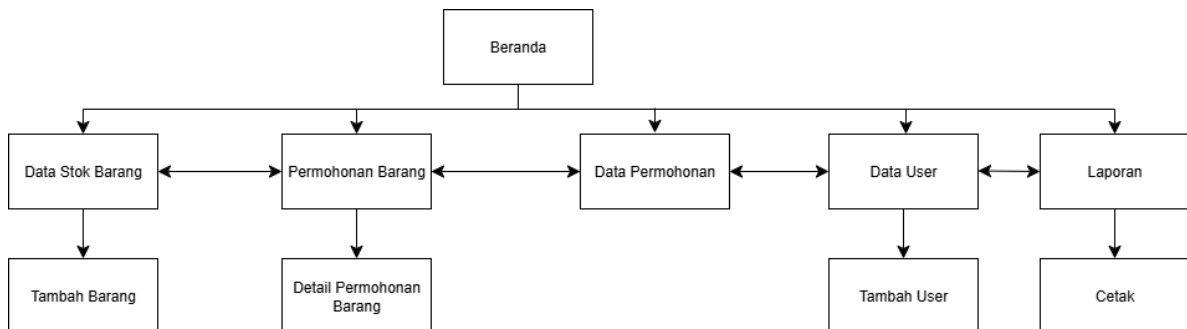 Beranda
Data Stok Barang
Permohonan Barang
Data Permohonan
Data User
Laporan
Tambah Barang
Detail Permohonan
Barang
Tambah User
Cetak